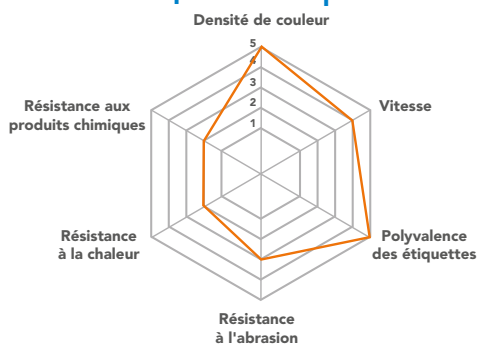 Densité de couleur
5
4
3
2
1
Résistance aux
produits chimiques
Vitesse
Résistance
à la chaleur
Polyvalence
des étiquettes
Résistance
à l'abrasion